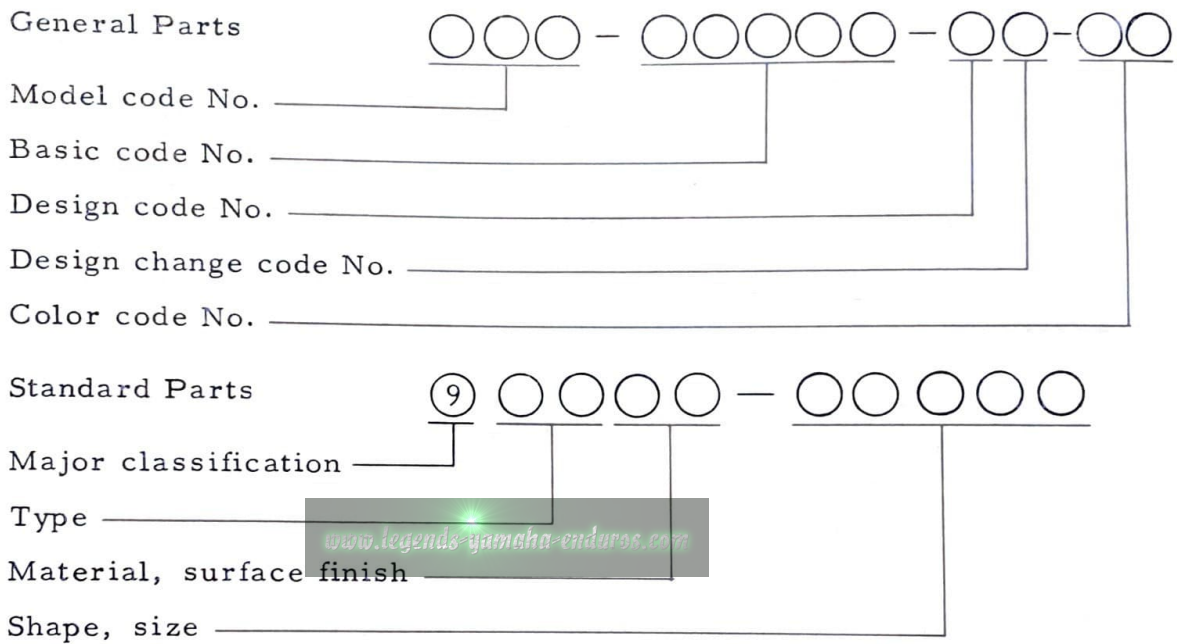 General Parts ○○○ – ○○○○○ – ○○-○○
Model code No.
Basic code No.
Design code No.
Design change code No.
Color code No.
Standard Parts ⑨○○○○ — ○○○○○
Major classification
Type
www.legends-yamaha-enduros.com
Material, surface finish
Shape, size